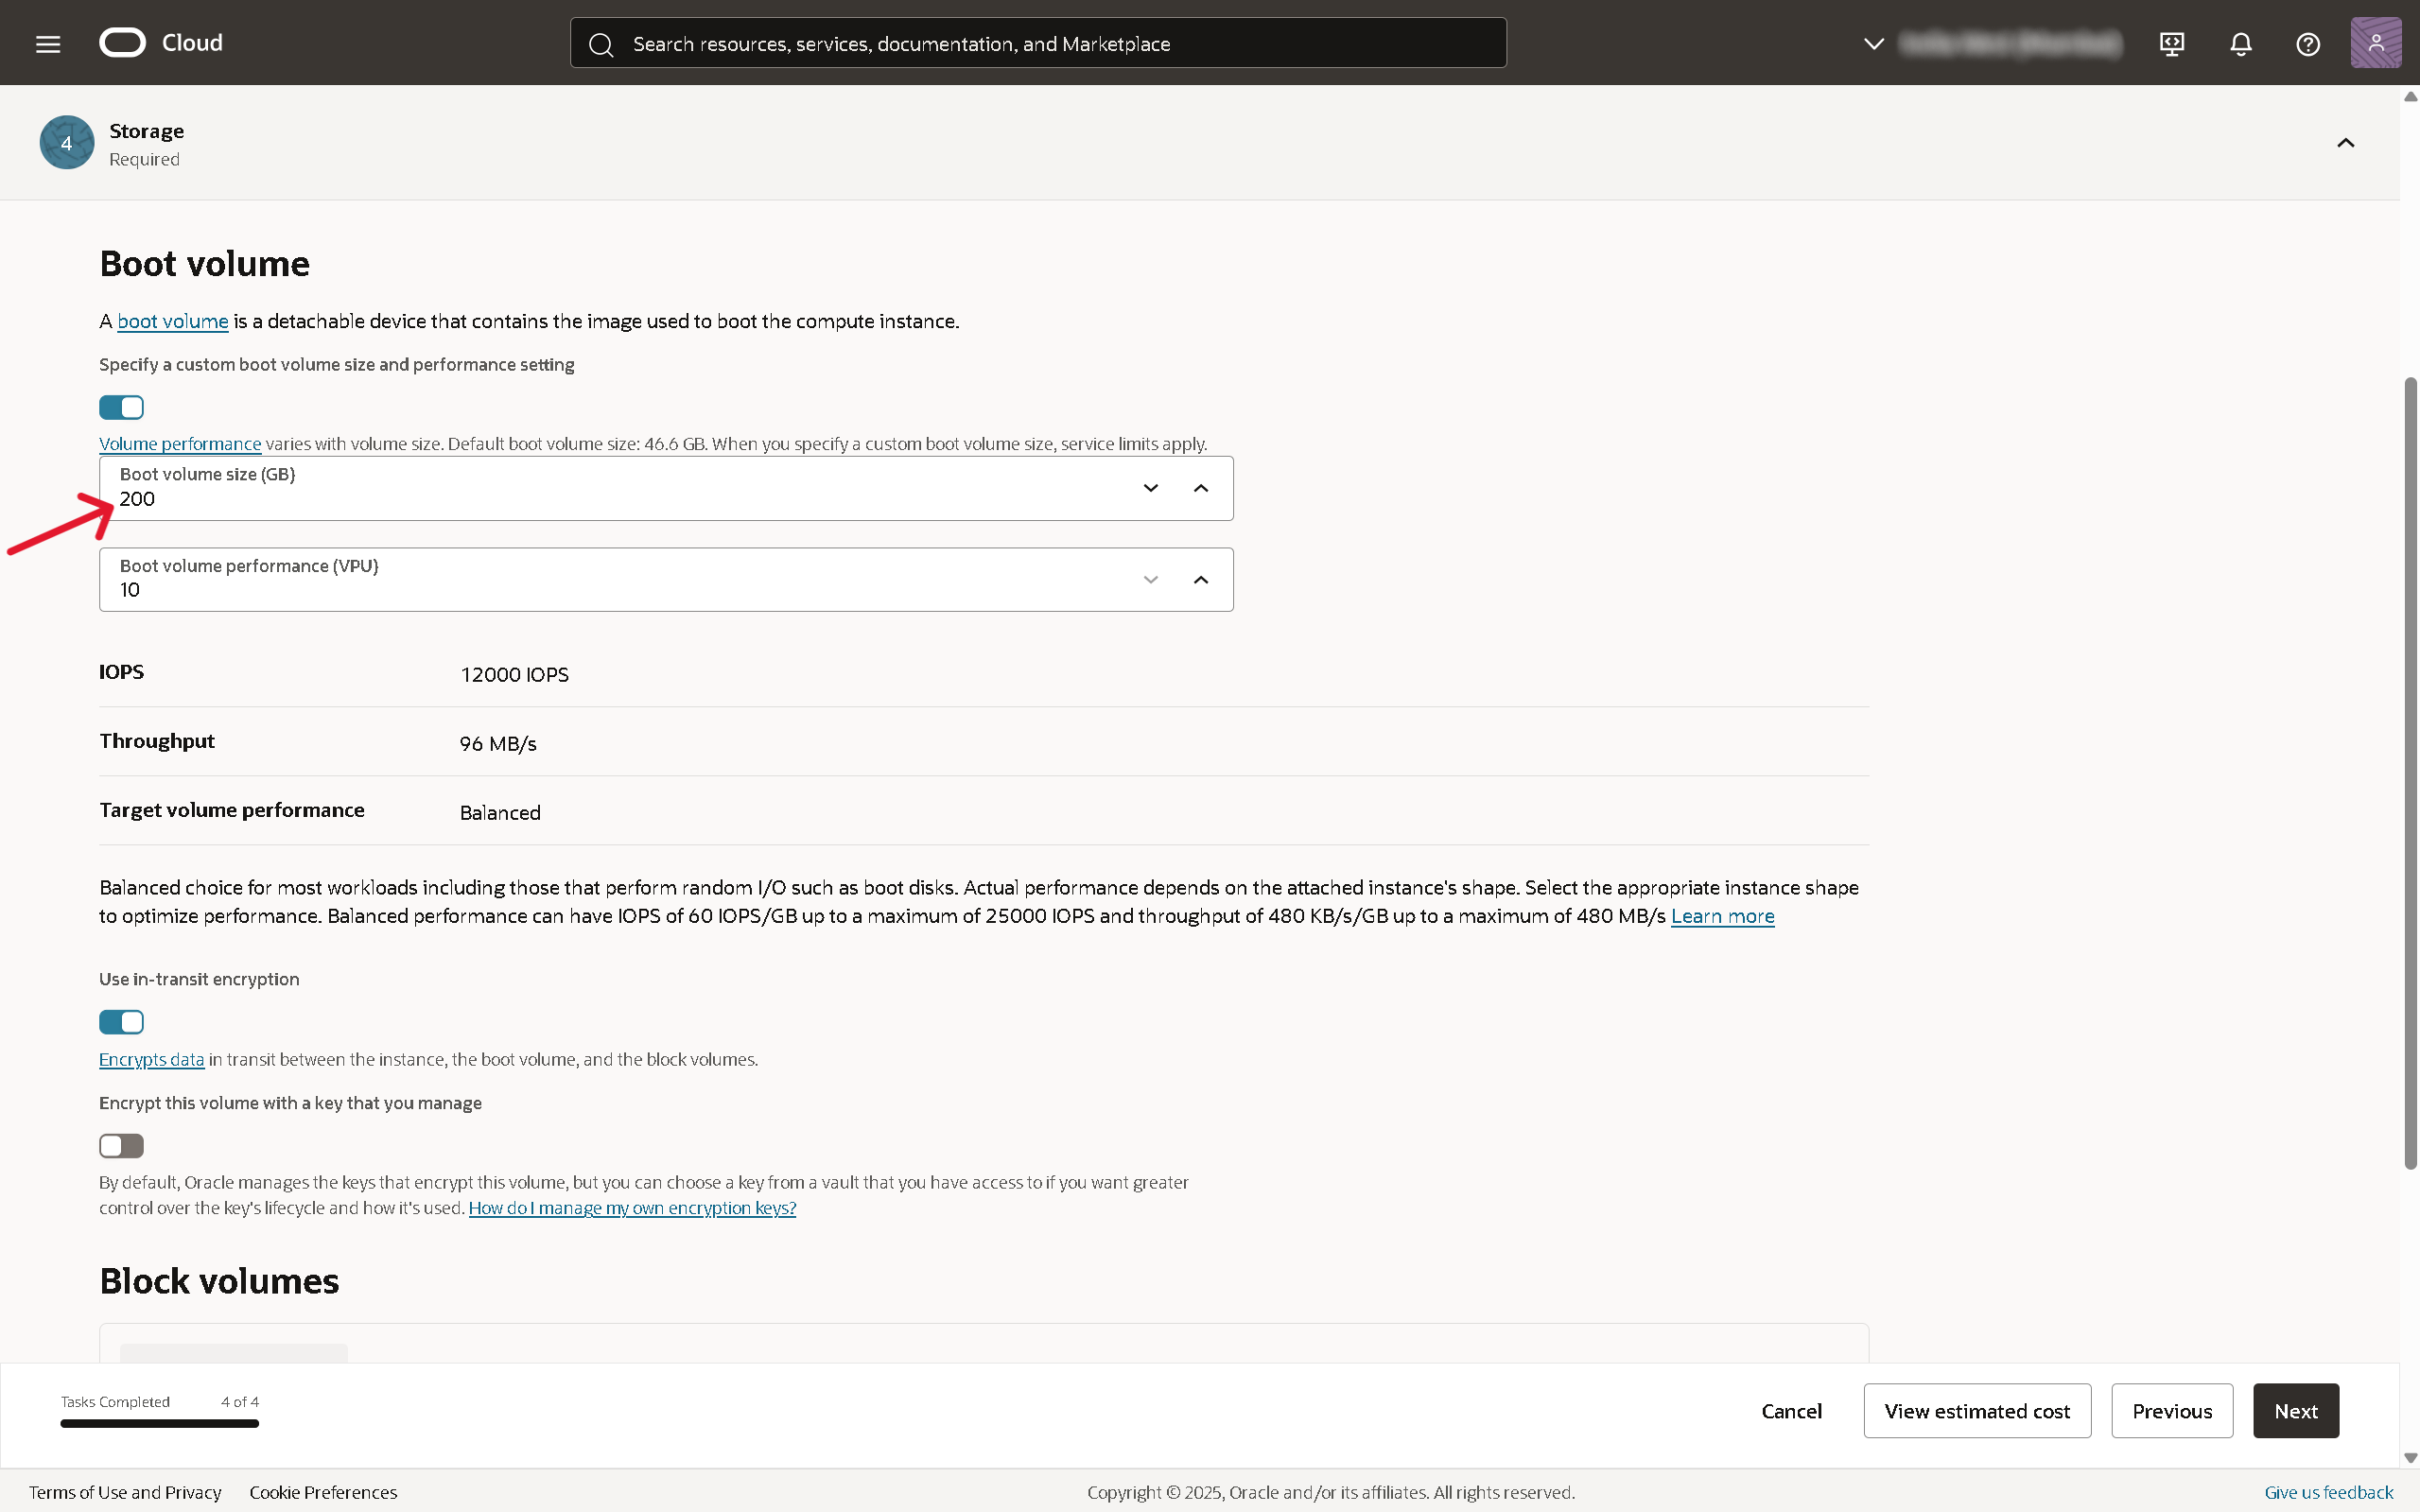 Cloud
Search resources, services, documentation, and Marketplace
4
Storage
Required
Boot volume
A boot volume is a detachable device that contains the image used to boot the compute instance.
Specify a custom boot volume size and performance setting
Volume performance varies with volume size. Default boot volume size: 46.6 GB. When you specify a custom boot volume size, service limits apply.
Boot volume size (GB)
200
Boot volume performance (VPU)
10
IOPS 12000 IOPS
Throughput 96 MB/s
Target volume performance Balanced
Balanced choice for most workloads including those that perform random I/O such as boot disks. Actual performance depends on the attached instance's shape. Select the appropriate instance shape
to optimize performance. Balanced performance can have IOPS of 60 IOPS/GB up to a maximum of 25000 IOPS and throughput of 480 KB/s/GB up to a maximum of 480 MB/s Learn more
Use in-transit encryption
Encrypts data in transit between the instance, the boot volume, and the block volumes.
Encrypt this volume with a key that you manage
By default, Oracle manages the keys that encrypt this volume, but you can choose a key from a vault that you have access to if you want greater
control over the key's lifecycle and how it's used. How do I manage my own encryption keys?
Block volumes
Tasks Completed 4 of 4
Cancel View estimated cost Previous Next
Terms of Use and Privacy Cookie Preferences Copyright © 2025, Oracle and/or its affiliates. All rights reserved. Give us feedback